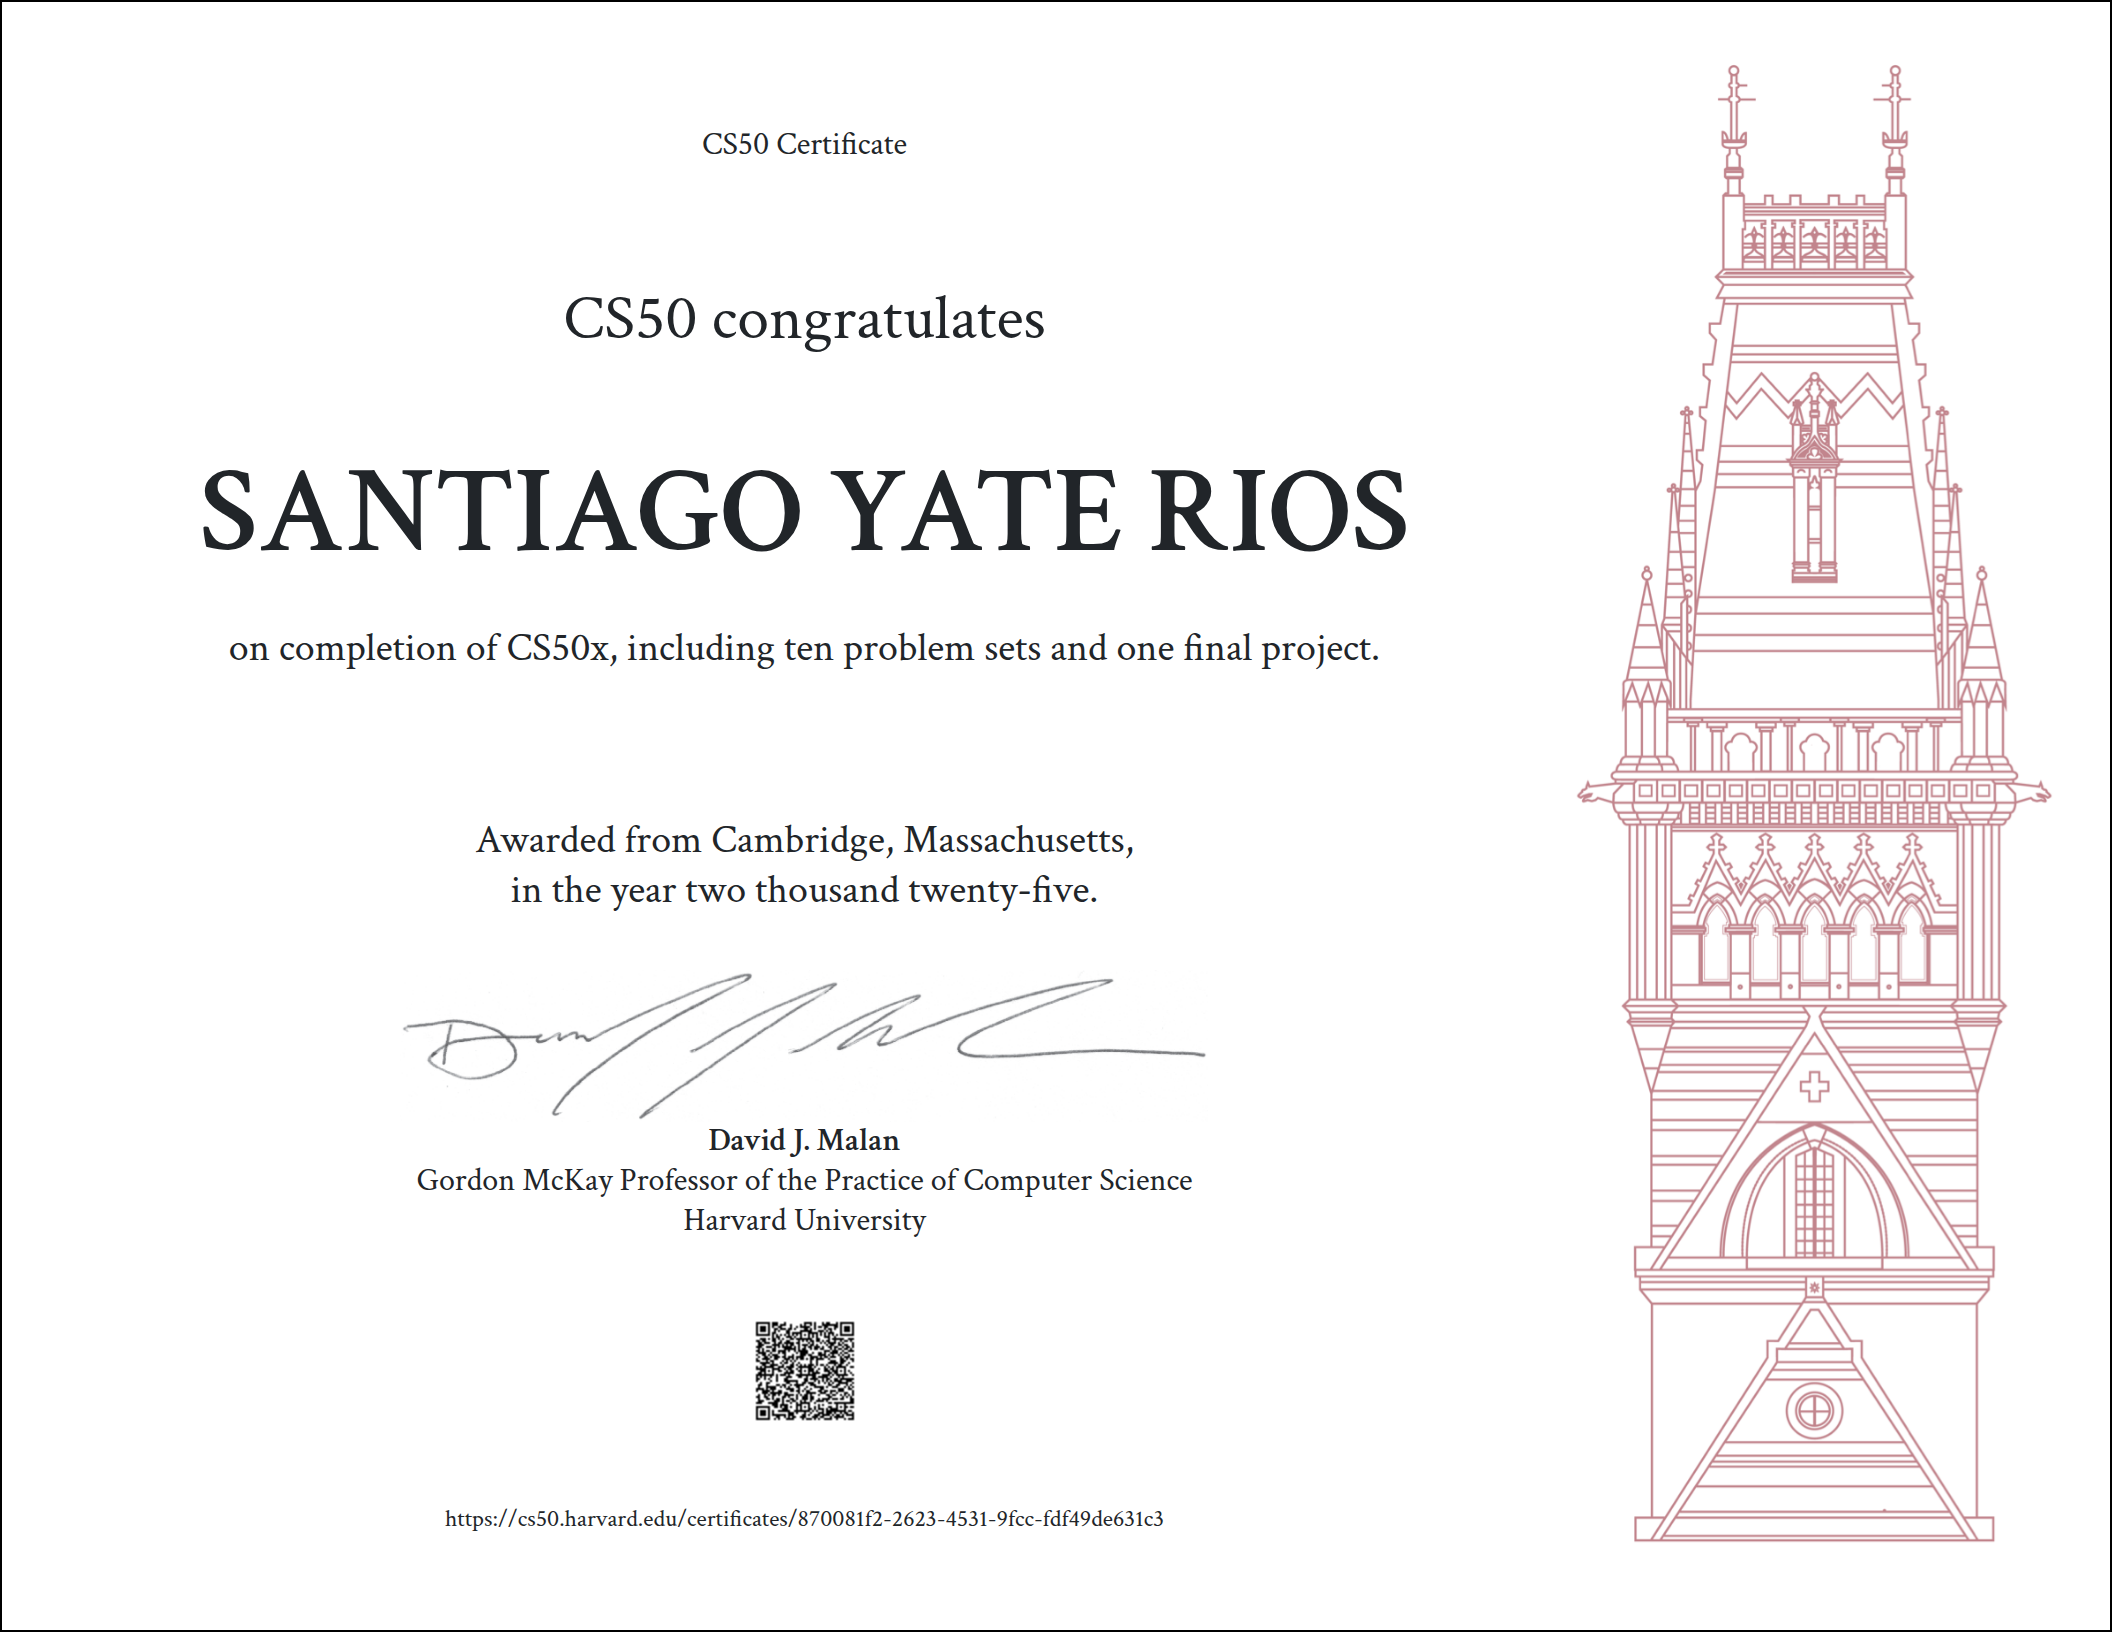 CS50 Certificate
CS50 congratulates
SANTIAGO YATE RIOS
on completion of CS50x, including ten problem sets and one final project.
Awarded from Cambridge, Massachusetts,
in the year two thousand twenty-five.
David J. Malan
Gordon McKay Professor of the Practice of Computer Science
Harvard University
https://cs50.harvard.edu/certificates/870081f2-2623-4531-9fcc-fdf49de631c3